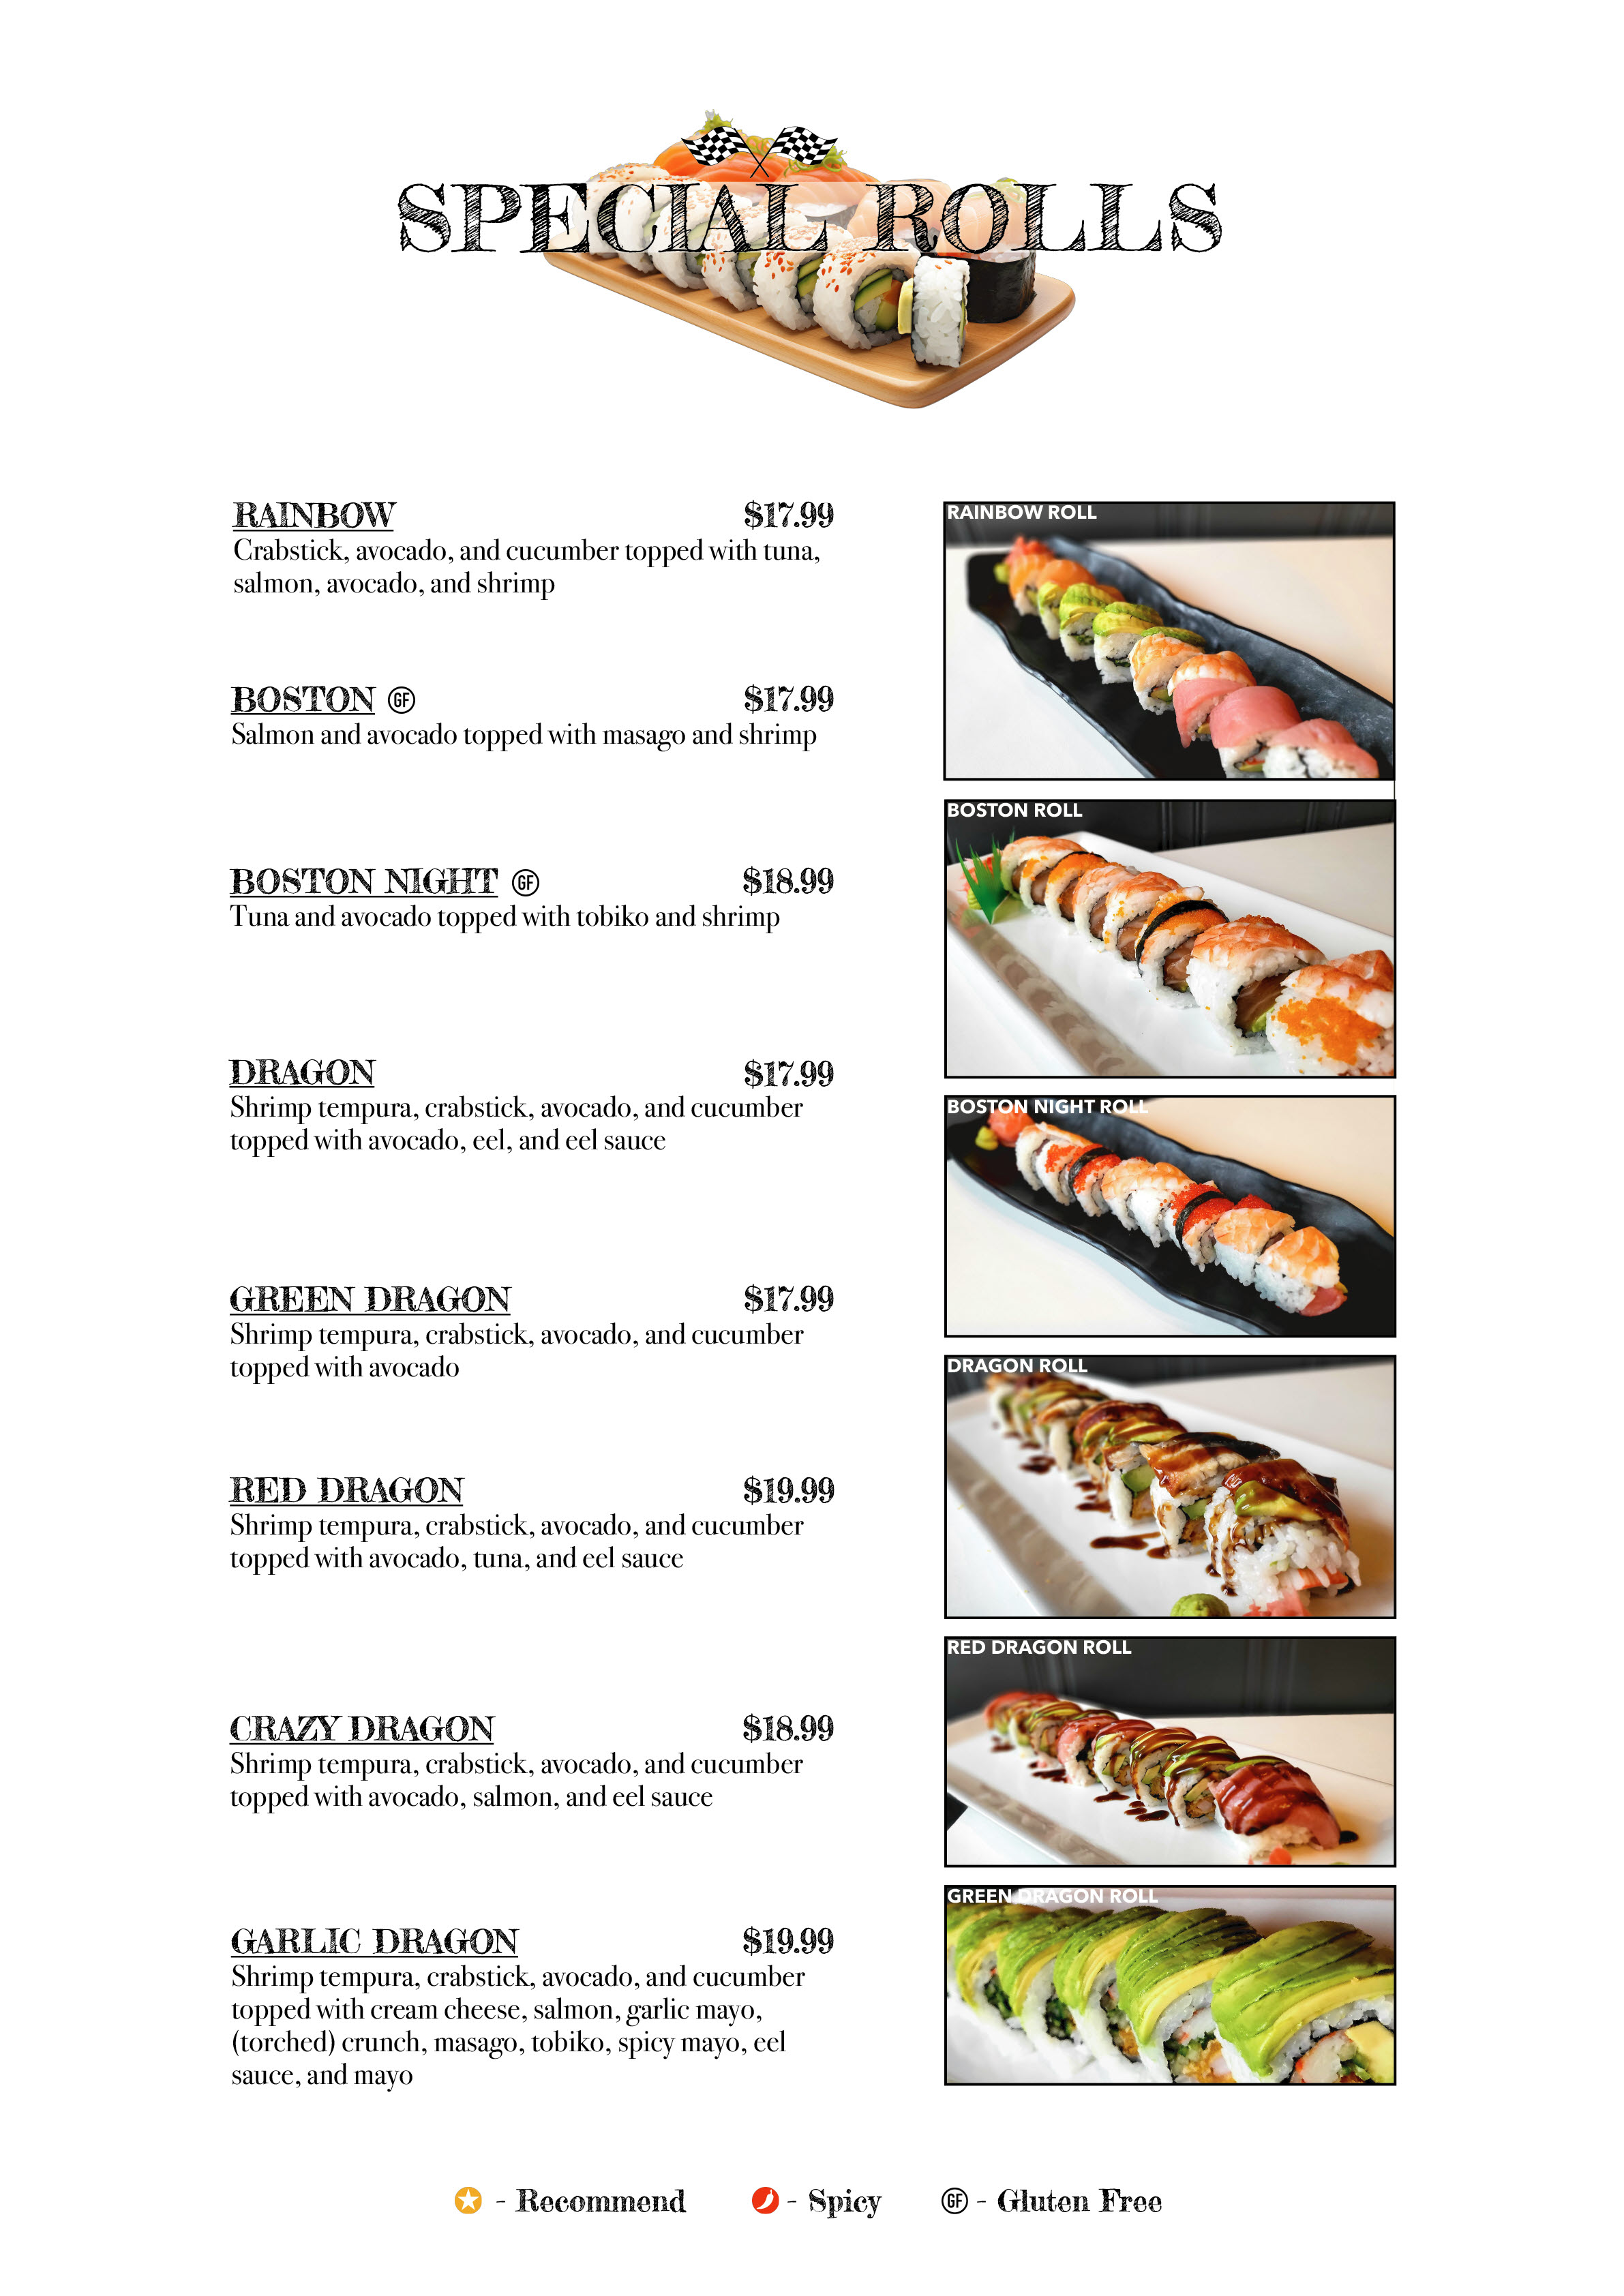 SPECIAL ROLLS
RAINBOW $17.99
Crabstick, avocado, and cucumber topped with tuna,
salmon, avocado, and shrimp
BOSTON GF $17.99
Salmon and avocado topped with masago and shrimp
BOSTON NIGHT GF $18.99
Tuna and avocado topped with tobiko and shrimp
DRAGON $17.99
Shrimp tempura, crabstick, avocado, and cucumber
topped with avocado, eel, and eel sauce
GREEN DRAGON $17.99
Shrimp tempura, crabstick, avocado, and cucumber
topped with avocado
RED DRAGON $19.99
Shrimp tempura, crabstick, avocado, and cucumber
topped with avocado, tuna, and eel sauce
CRAZY DRAGON $18.99
Shrimp tempura, crabstick, avocado, and cucumber
topped with avocado, salmon, and eel sauce
GARLIC DRAGON $19.99
Shrimp tempura, crabstick, avocado, and cucumber
topped with cream cheese, salmon, garlic mayo,
(torched) crunch, masago, tobiko, spicy mayo, eel
sauce, and mayo
RAINBOW ROLL
BOSTON ROLL
BOSTON NIGHT ROLL
DRAGON ROLL
RED DRAGON ROLL
GREEN DRAGON ROLL
- Recommend - Spicy GF - Gluten Free